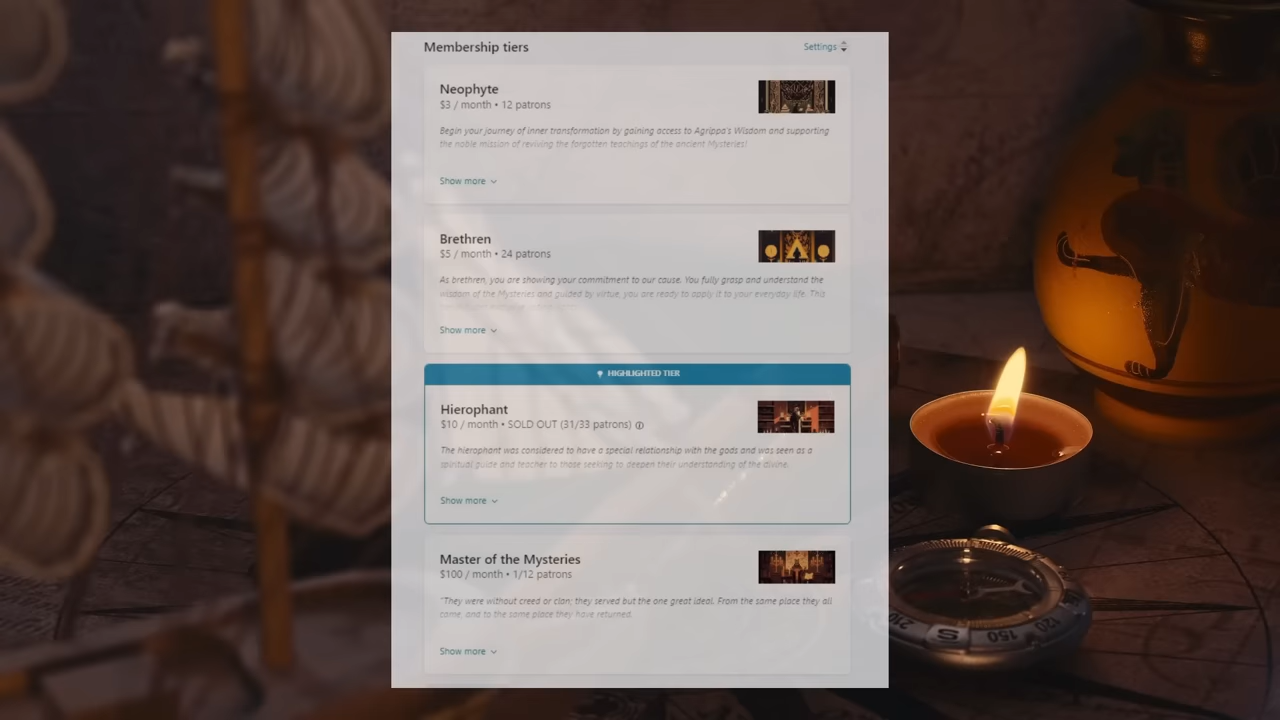 Membership tiers
Settings
Neophyte
$3 / month • 12 patrons
Begin your journey of inner transformation by gaining access to Agrippa's Wisdom and supporting
the noble mission of reviving the forgotten teachings of the ancient Mysteries!
Show more
Brethren
$5 / month • 24 patrons
As brethren, you are showing your commitment to our cause. You fully grasp and understand the
wisdom of the Mysteries and guided by virtue, you are ready to apply it to your everyday life. This
Show more
HIGHLIGHTED TIER
Hierophant
$10 / month • SOLD OUT (31/33 patrons)
The hierophant was considered to have a special relationship with the gods and was seen as a
spiritual guide and teacher to those seeking to deepen their understanding of the divine.
Show more
Master of the Mysteries
$100 / month • 1/12 patrons
"They were without creed or clan; they served but the one great ideal. From the same place they all
came, and to the same place they have returned.
Show more
S
150
120
210